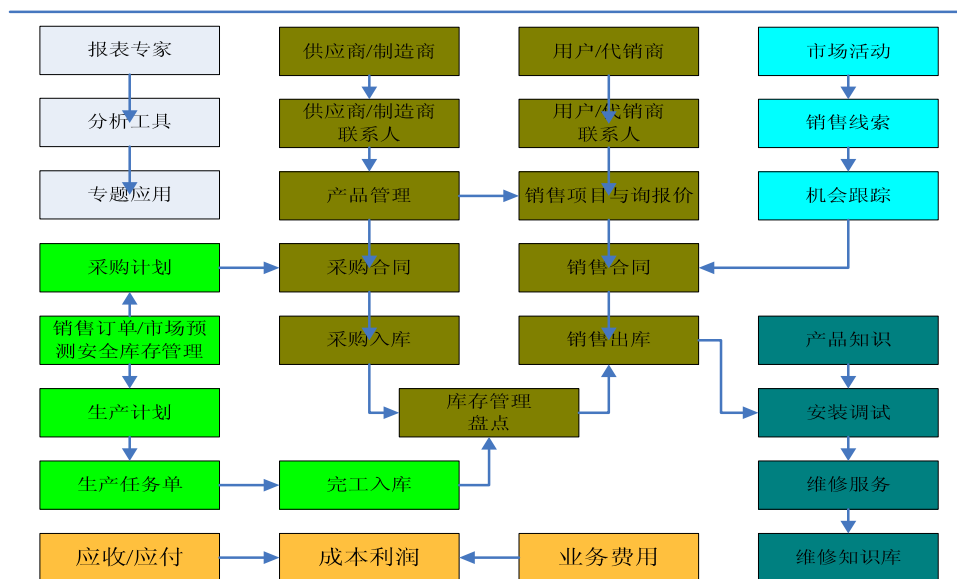 报表专家
供应商/制造商
用户/代销商
市场活动
分析工具
供应商/制造商
联系人
用户/代销商
联系人
销售线索
专题应用
产品管理
销售项目与询报价
机会跟踪
采购计划
采购合同
销售合同
销售订单/市场预
测安全库存管理
采购入库
销售出库
产品知识
生产计划
库存管理
盘点
安装调试
生产任务单
完工入库
维修服务
应收/应付
成本利润
业务费用
维修知识库